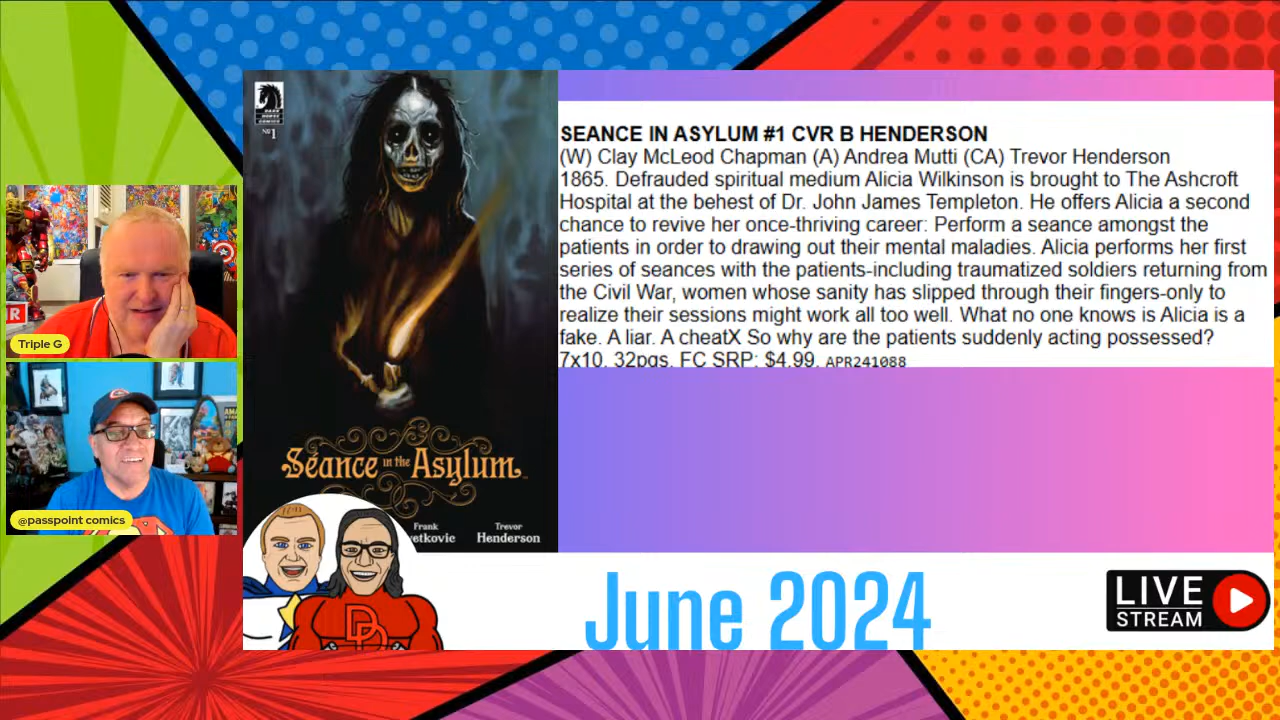 DARK
HORSE
COMICS
Nº1
SEANCE IN ASYLUM #1 CVR B HENDERSON
(W) Clay McLeod Chapman (A) Andrea Mutti (CA) Trevor Henderson
1865. Defrauded spiritual medium Alicia Wilkinson is brought to The Ashcroft
Hospital at the behest of Dr. John James Templeton. He offers Alicia a second
chance to revive her once-thriving career: Perform a seance amongst the
patients in order to drawing out their mental maladies. Alicia performs her first
series of seances with the patients-including traumatized soldiers returning from
the Civil War, women whose sanity has slipped through their fingers-only to
realize their sessions might work all too well. What no one knows is Alicia is a
fake. A liar. A cheatX So why are the patients suddenly acting possessed?
7x10, 32pgs, FC SRP: $4.99. APR241088
Triple G
@passpoint comics
Séance in the Asylum
Frank
Trevor
etkovic
Henderson
DD
June 2024
LIVE
STREAM